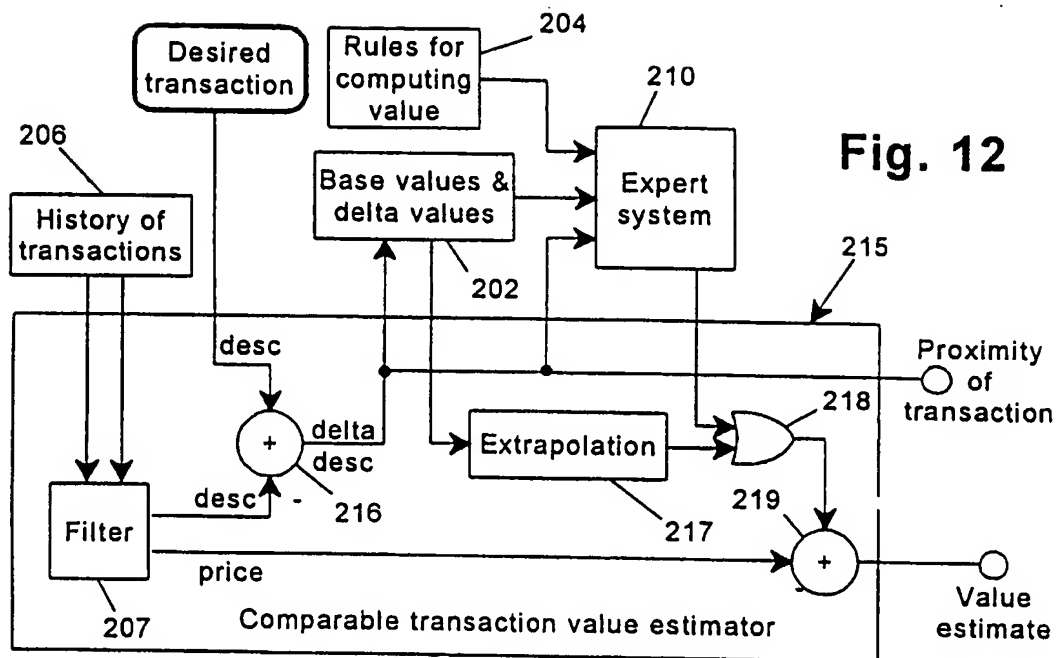 Desired
transaction
Rules for
computing
value
204
210
Fig. 12
206
History of
transactions
Base values &
delta values
Expert
system
202
215
desc
Proximity
of
transaction
delta
desc
+
216
desc
-
Extrapolation
218
217
219
Filter
price
+
-
207
Comparable transaction value estimator
Value
estimate